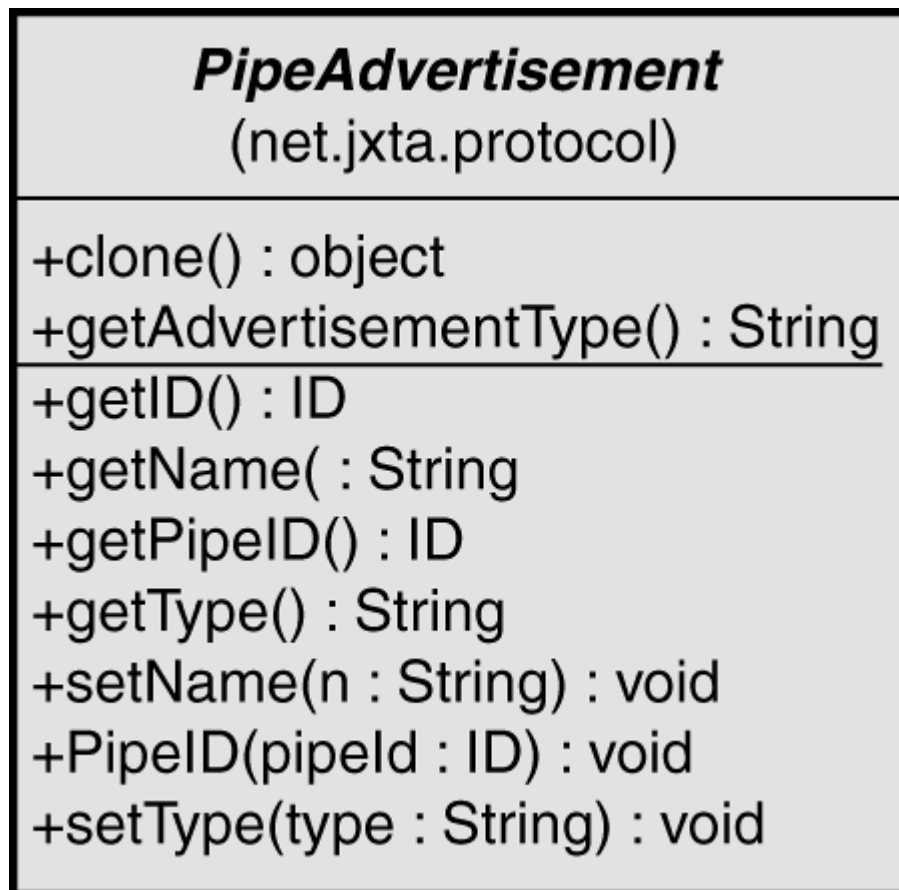 PipeAdvertisement
(net.jxta.protocol)
+clone() : object
+getAdvertisementType() : String
+getID() : ID
+getName( : String
+getPipeID() : ID
+getType() : String
+setName(n : String) : void
+PipeID(pipeId : ID) : void
+setType(type : String) : void